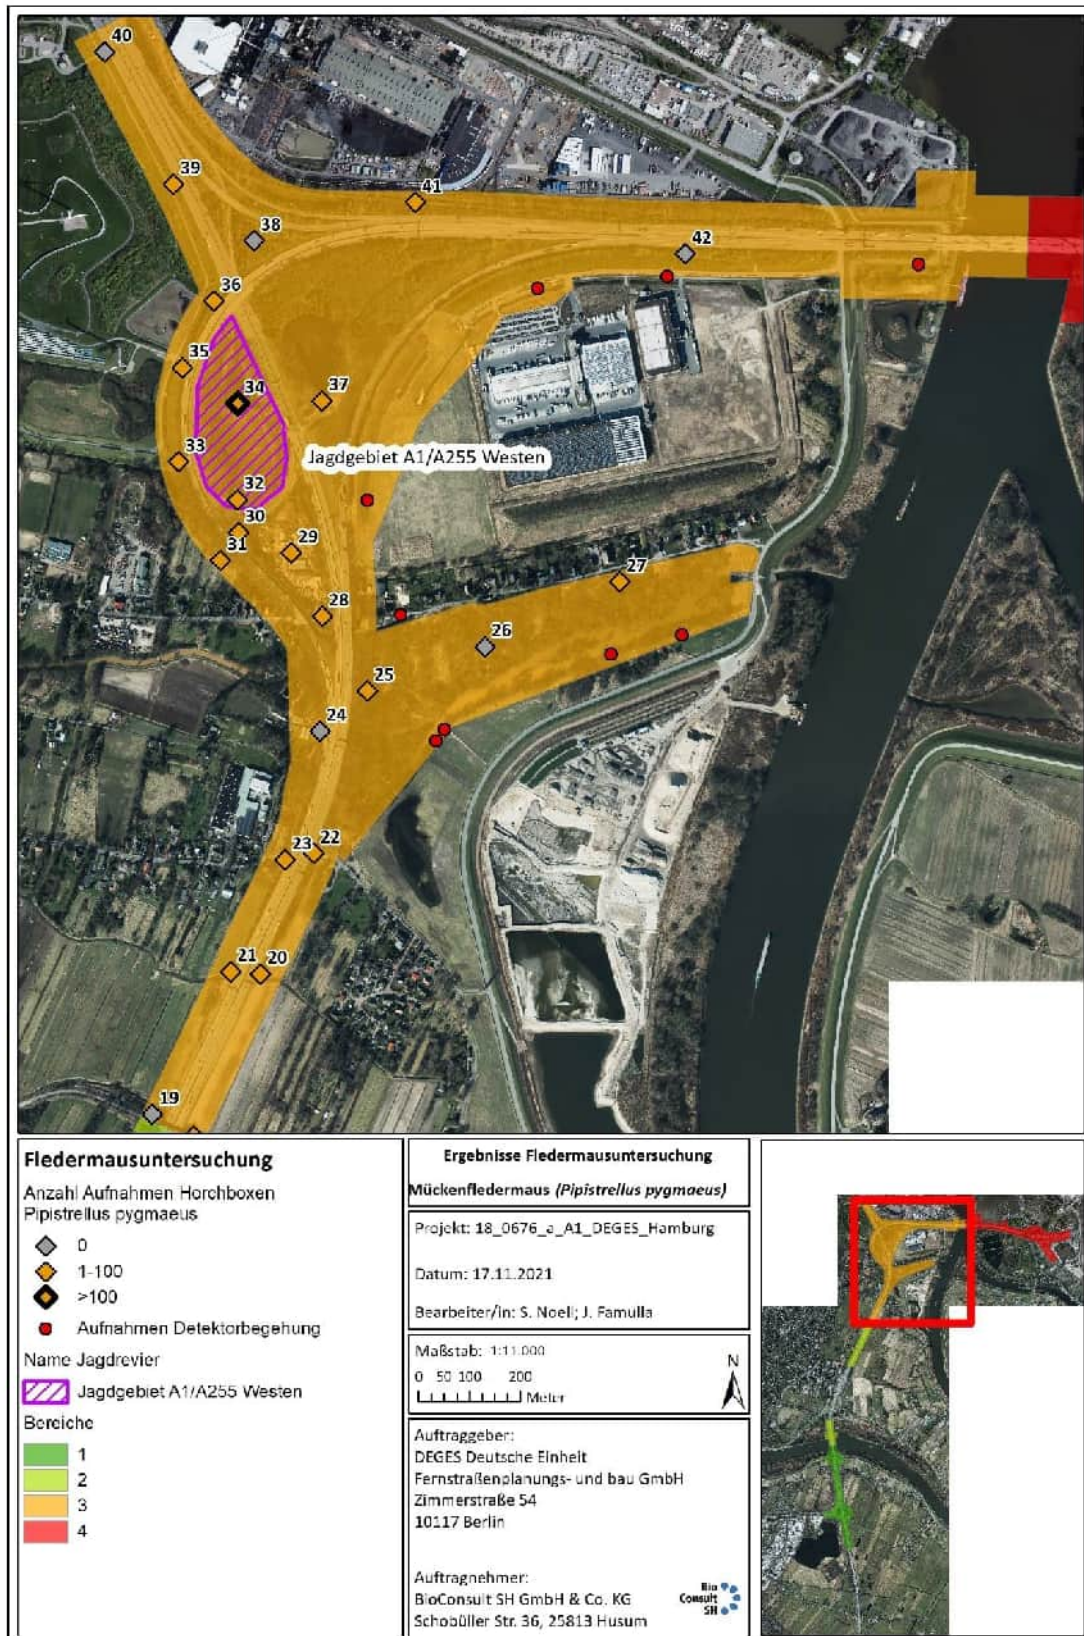 40
39
41
38
42
36
35
34
37
33
Jagdgebiet A1/A255 Westen
32
30
29
31
27
28
26
25
24
22
23
21
20
19
Fledermausuntersuchung
Anzahl Aufnahmen Horchboxen
Pipistrellus pygmaeus
0
1-100
>100
Aufnahmen Detektorbegehung
Name Jagdrevier
Jagdgebiet A1/A255 Westen
Bereiche
1
2
3
4
Ergebnisse Fledermausuntersuchung
Mückenfledermaus (Pipistrellus pygmaeus)
Projekt: 18_0676_a_A1_DEGES_Hamburg
Datum: 17.11.2021
Bearbeiter/in: S. Noell; J. Famulla
Maßstab: 1:11.000
0 50 100 200
Meter
N
Auftraggeber:
DEGES Deutsche Einheit
Fernstraßenplanungs- und bau GmbH
Zimmerstraße 54
10117 Berlin
Auftragnehmer:
BioConsult SH GmbH & Co. KG
Schobüller Str. 36, 25813 Husum
Bio
Consult
SH